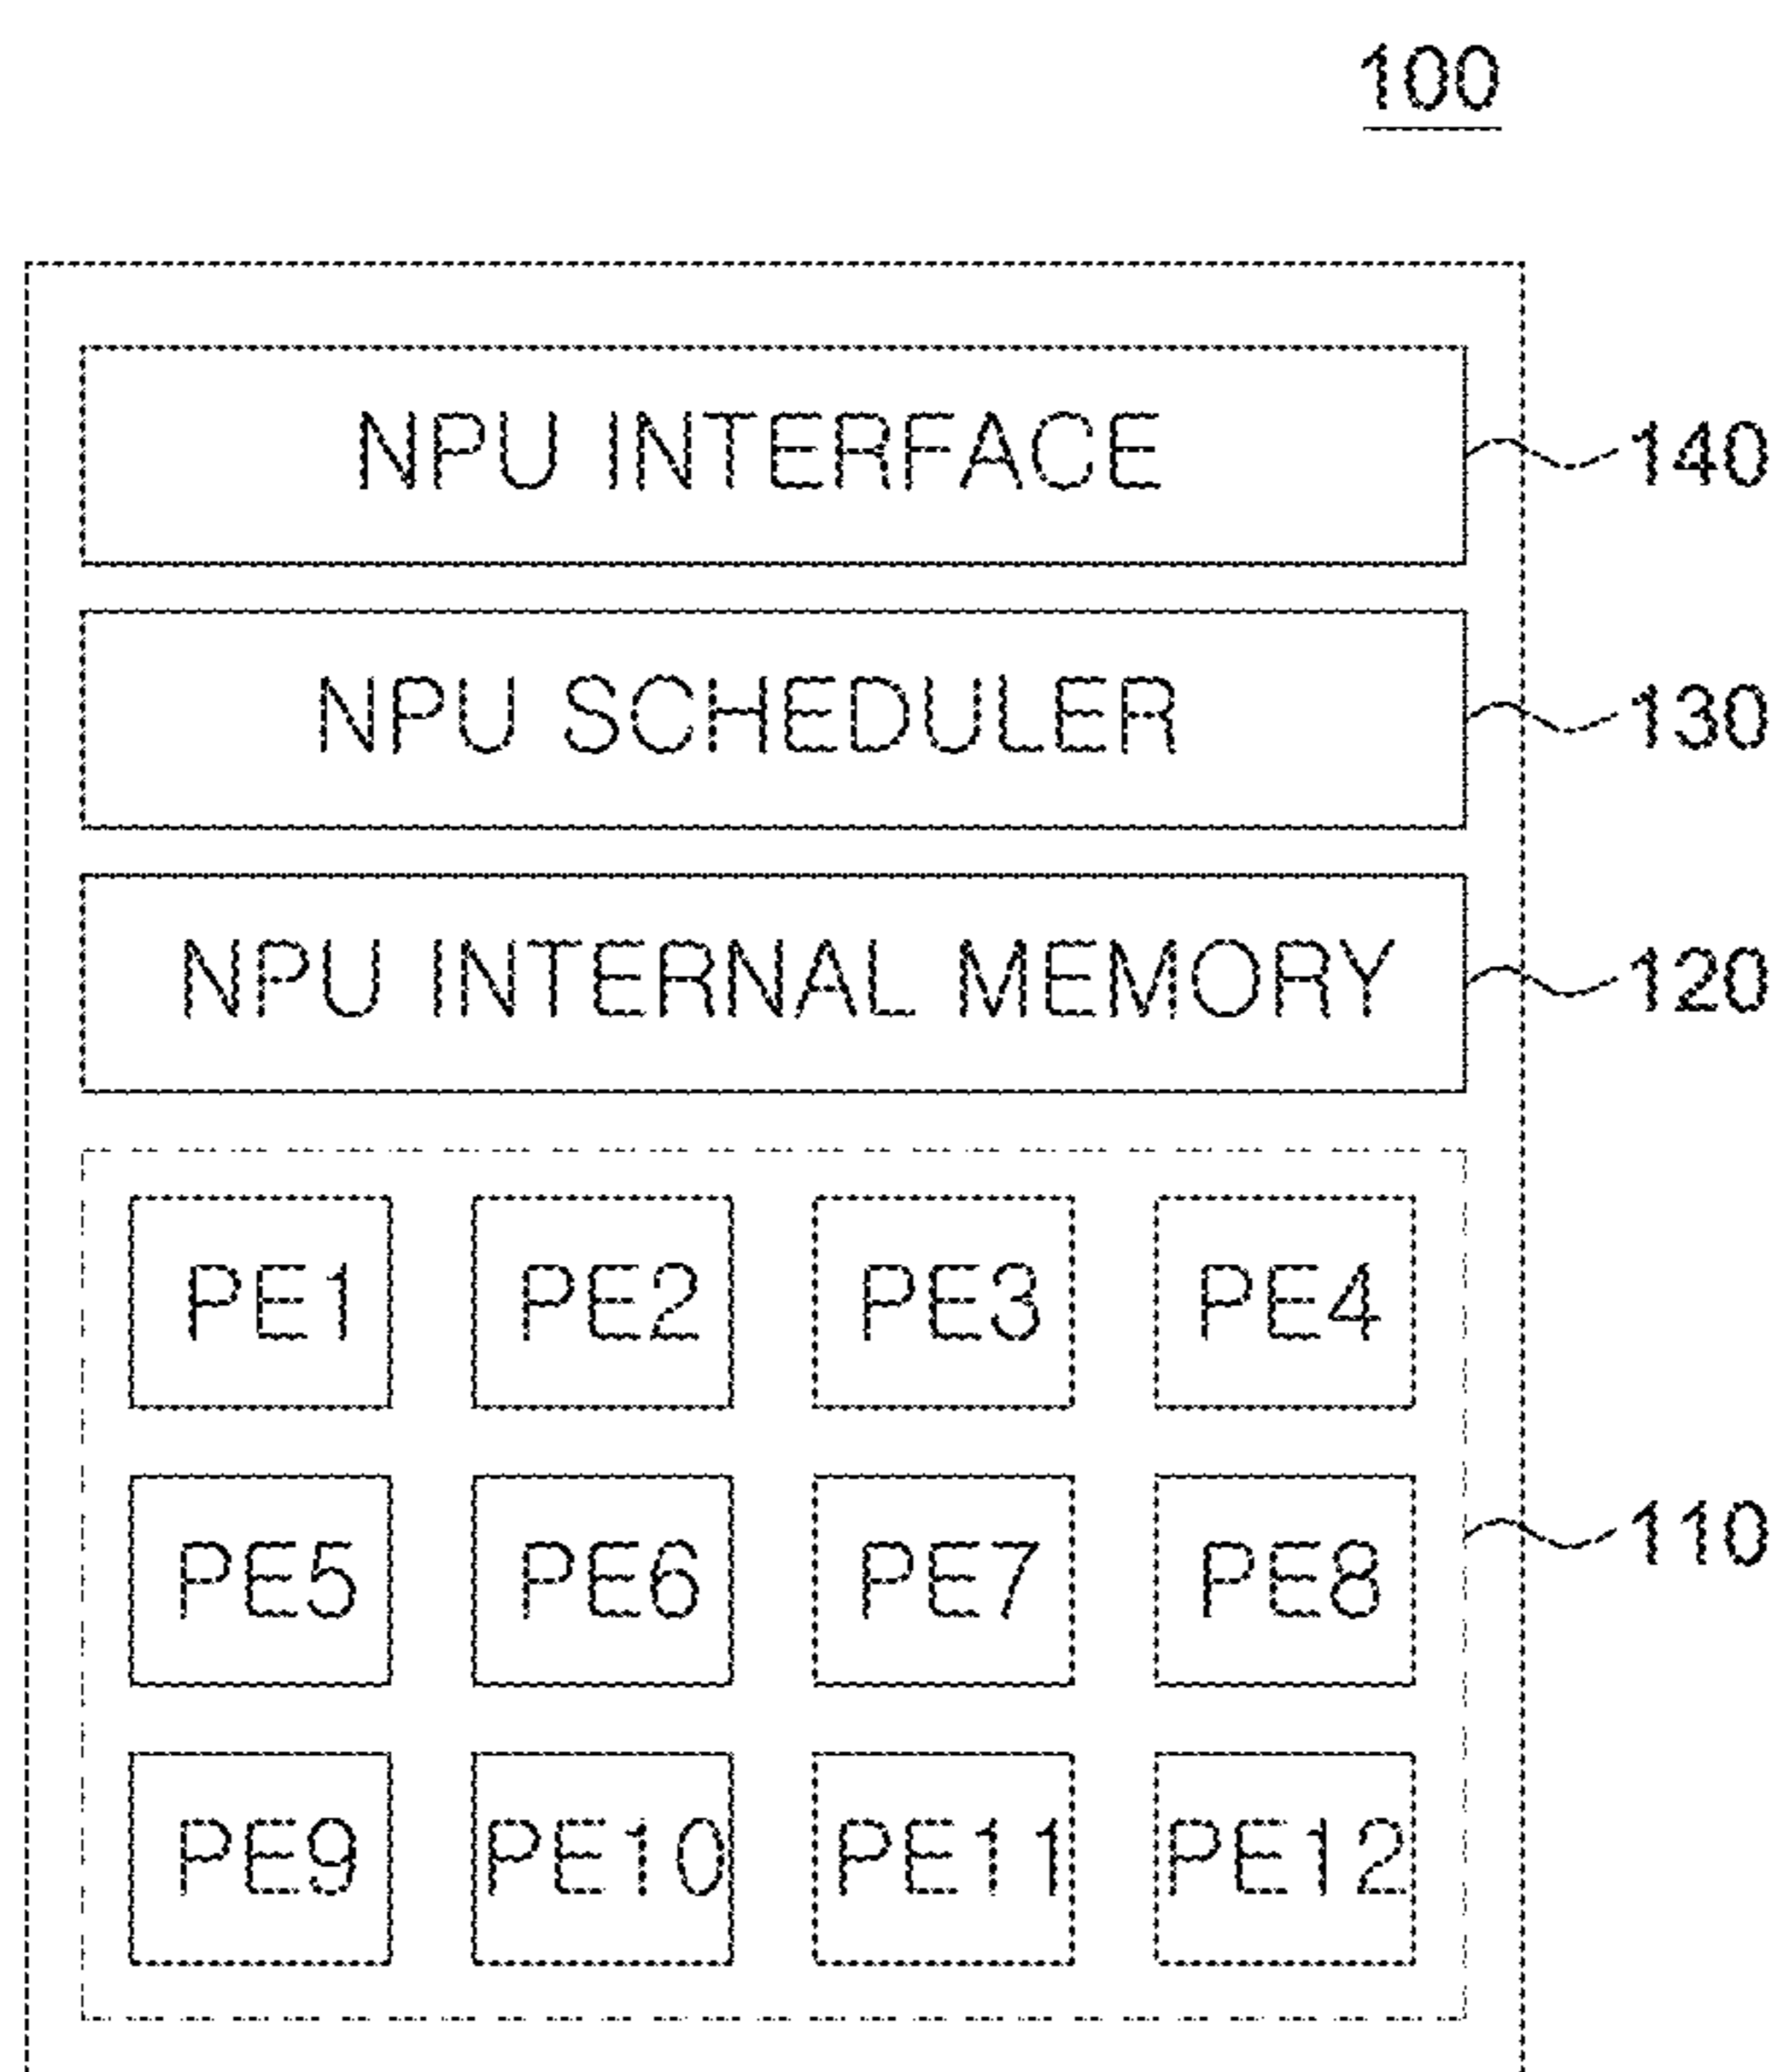 100
NPU INTERFACE 140
NPU SCHEDULER 130
NPU INTERNAL MEMORY 120
PE1 PE2 PE3 PE4
PE5 PE6 PE7 PE8 110
PE9 PE10 PE11 PE12